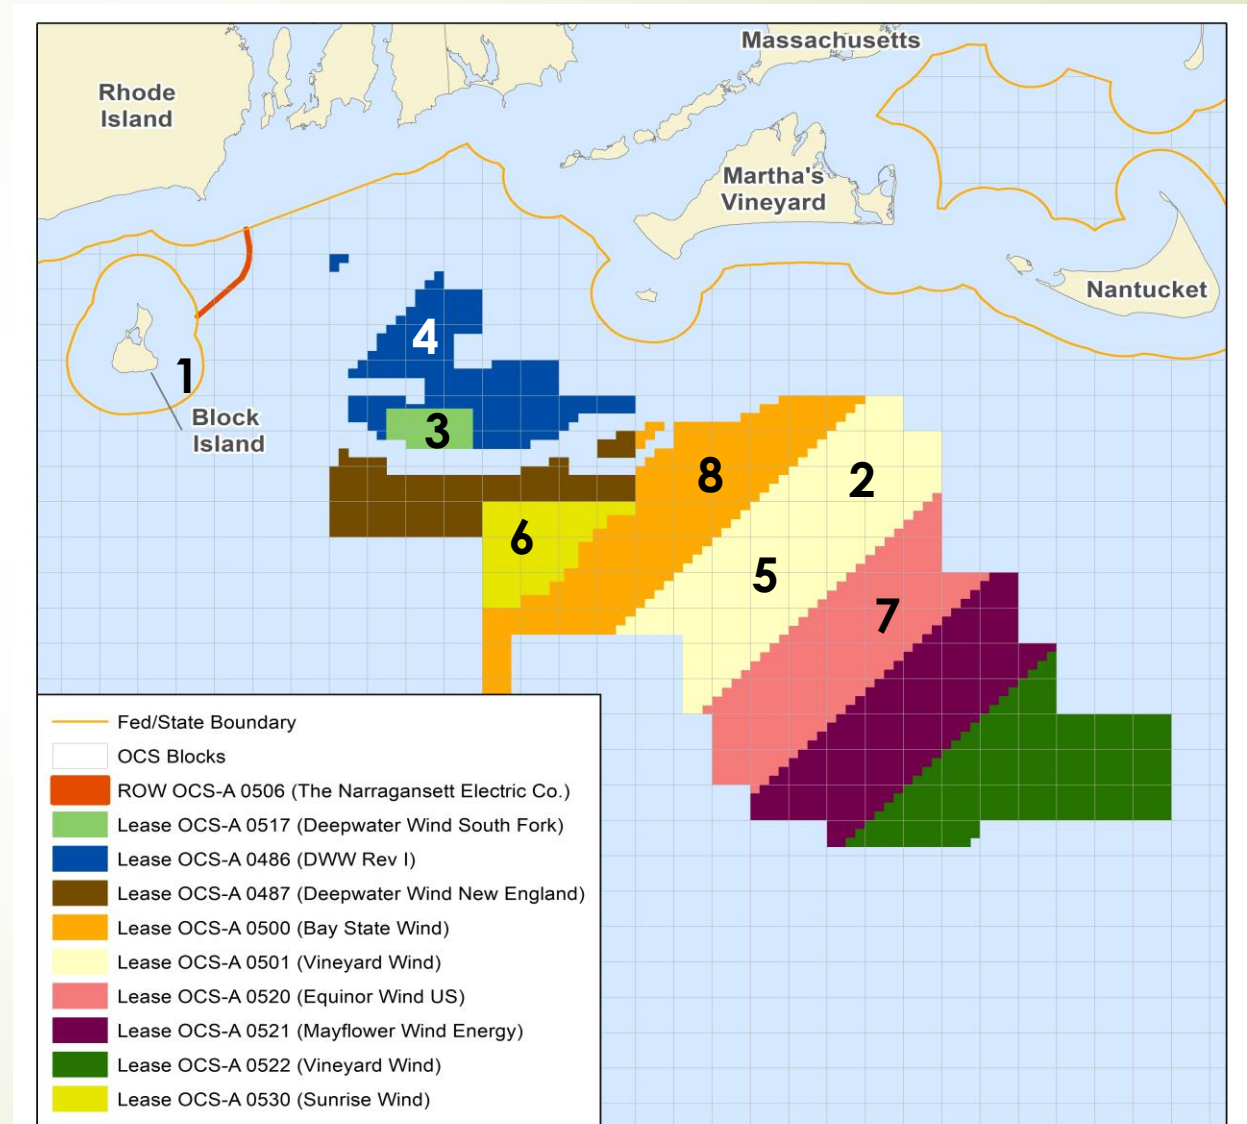 Massachusetts
Rhode
Island
Martha's
Vineyard
Nantucket
1
Block
Island
4
3
8
2
6
5
7
Fed/State Boundary
OCS Blocks
ROW OCS-A 0506 (The Narragansett Electric Co.)
Lease OCS-A 0517 (Deepwater Wind South Fork)
Lease OCS-A 0486 (DWW Rev I)
Lease OCS-A 0487 (Deepwater Wind New England)
Lease OCS-A 0500 (Bay State Wind)
Lease OCS-A 0501 (Vineyard Wind)
Lease OCS-A 0520 (Equinor Wind US)
Lease OCS-A 0521 (Mayflower Wind Energy)
Lease OCS-A 0522 (Vineyard Wind)
Lease OCS-A 0530 (Sunrise Wind)